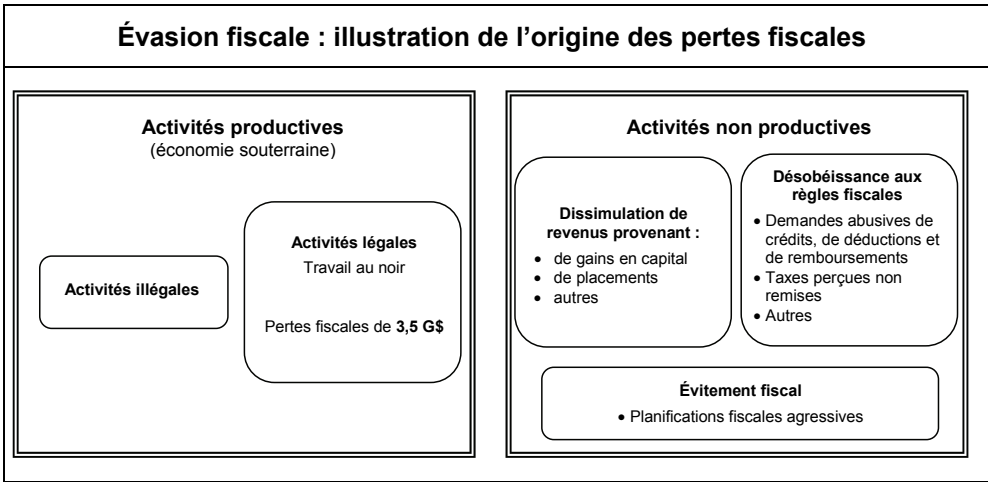 Évasion fiscale : illustration de l’origine des pertes fiscales
Activités productives
(économie souterraine)
Activités illégales
Activités légales
Travail au noir
Pertes fiscales de 3,5 G$
Activités non productives
Dissimulation de
revenus provenant :
• de gains en capital
• de placements
• autres
Désobéissance aux
règles fiscales
• Demandes abusives de
crédits, de déductions et
de remboursements
• Taxes perçues non
remises
• Autres
Évitement fiscal
• Planifications fiscales agressives